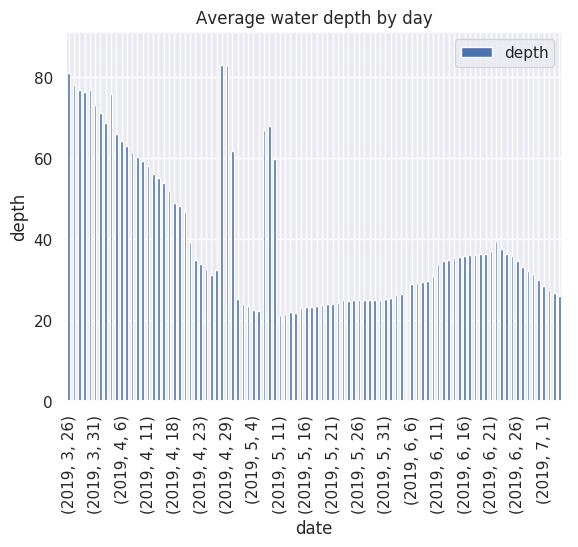 Average water depth by day
depth
80
60
40
20
0
depth
(2019, 3, 26)
(2019, 3, 31)
(2019, 4, 6)
(2019, 4, 11)
(2019, 4, 18)
(2019, 4, 23)
(2019, 4, 29)
(2019, 5, 4)
(2019, 5, 11)
(2019, 5, 16)
(2019, 5, 21)
(2019, 5, 26)
(2019, 5, 31)
(2019, 6, 6)
(2019, 6, 11)
(2019, 6, 16)
(2019, 6, 21)
(2019, 6, 26)
(2019, 7, 1)
date